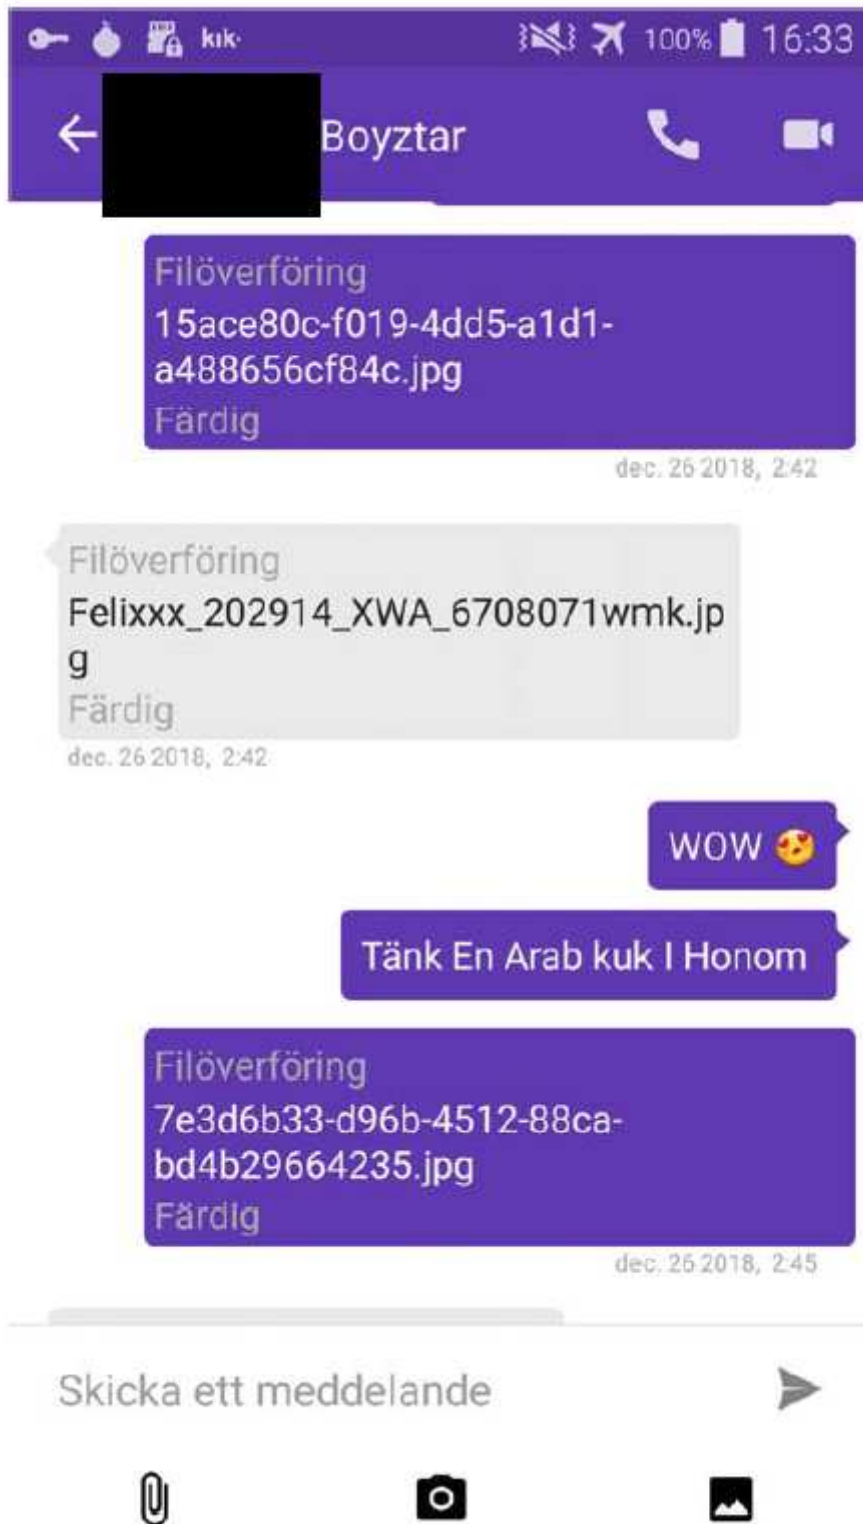 kik·
100% 16:33
Boyztar
Filöverföring
15ace80c-f019-4dd5-a1d1-
a488656cf84c.jpg
Färdig
dec. 26 2018, 2:42
Filöverföring
Felixxx_202914_XWA_6708071wmk.jp
g
Färdig
dec. 26 2018, 2:42
WOW 😍
Tänk En Arab kuk I Honom
Filöverföring
7e3d6b33-d96b-4512-88ca-
bd4b29664235.jpg
Färdig
dec. 26 2018, 2:45
Skicka ett meddelande